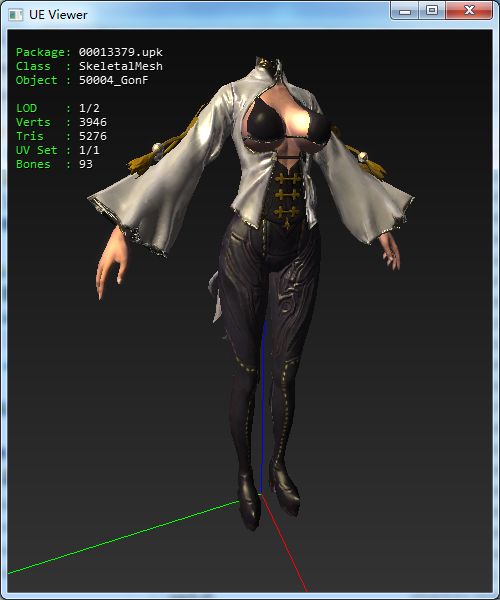 UE Viewer
Package: 00013379.upk
Class : SkeletalMesh
Object : 50004_GonF
LOD : 1/2
Verts : 3946
Tris : 5276
UV Set : 1/1
Bones : 93